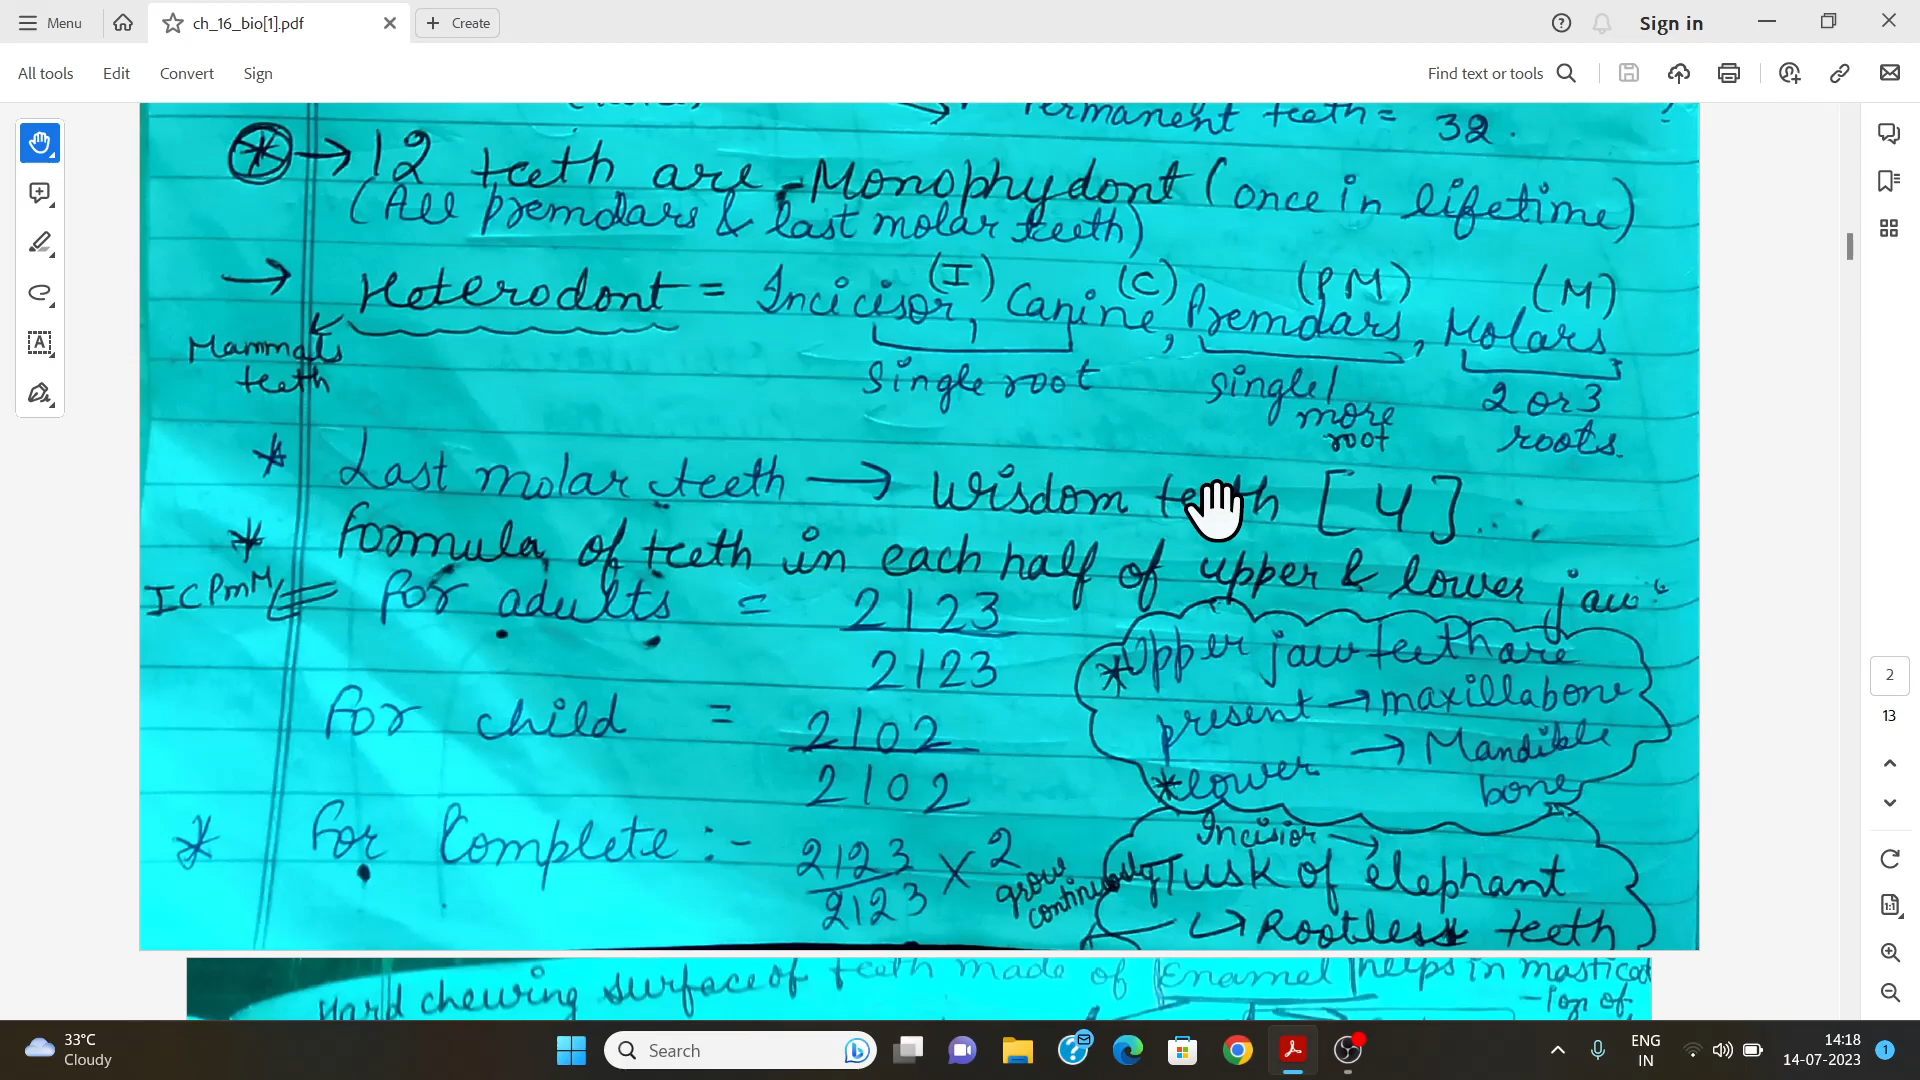 Menu
ch_16_bio[1].pdf
Create
Sign in
All tools
Edit
Convert
Sign
Find text or tools
Permanent teeth = 32.
→ 12 teeth are - Monophydont (once in lifetime)
(All premolars & last molar teeth)
→ Heterodont = Incicisor, (I) Canine, (C) Premolars, (PM) Molars (M)
Mammals teeth
Single root
single/more root
2 or 3 roots.
* Last molar teeth → Wisdom teeth [4]...
* Formula of teeth in each half of upper & lower jaw
ICPmM
for adults = 2123
2123
For child = 2102
2102
* For Complete :- 2123 X 2
2123
*Upper jaw teeth are
present → maxilla bone
*lower → Mandible
bone
Incisior →
Tusk of elephant
↳ Rootless teeth
grow continuously
Hard chewing surface of teeth made of Enamel helps in masticat
-ion of
2
13
33°C
Cloudy
Search
ENG
IN
14:18
14-07-2023
1